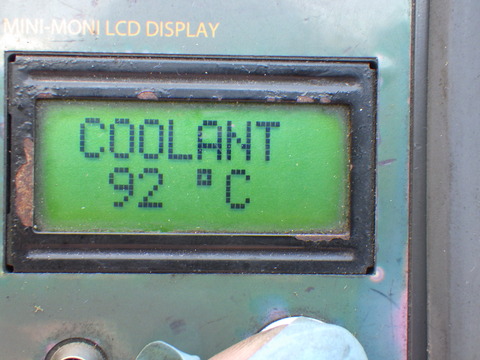 MINI-MONI LCD DISPLAY
COOLANT
92 °C